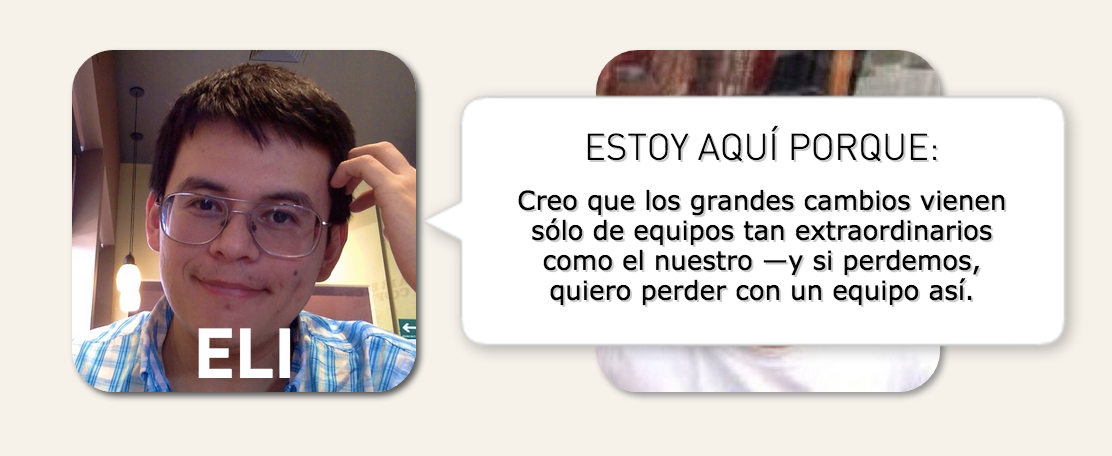 ELI
ESTOY AQUÍ PORQUE:
Creo que los grandes cambios vienen
sólo de equipos tan extraordinarios
como el nuestro —y si perdemos,
quiero perder con un equipo así.